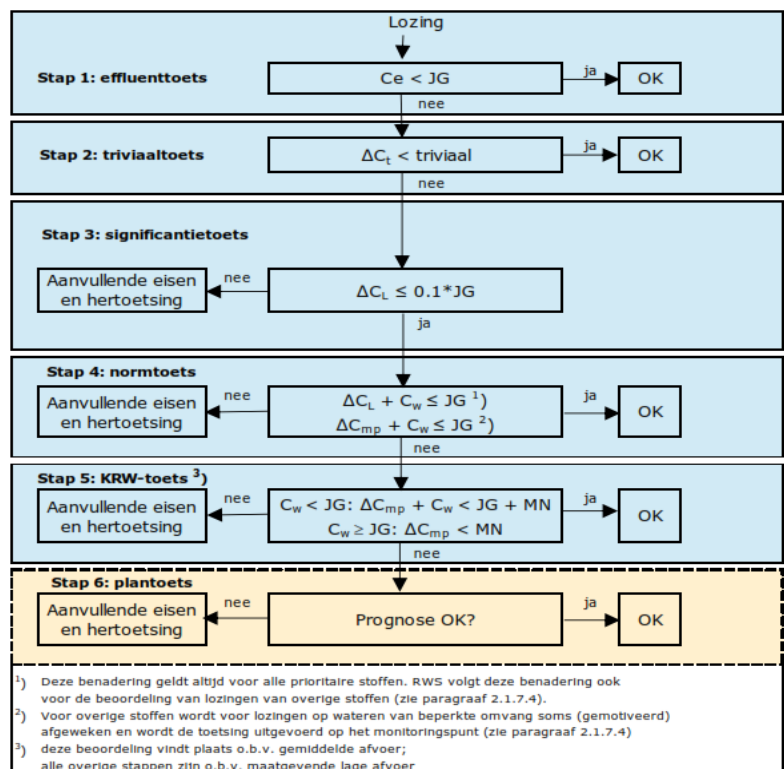 Lozing
Stap 1: effluenttoets
Ce < JG
ja
OK
nee
Stap 2: triviaaltoets
ΔCt < triviaal
ja
OK
nee
Stap 3: significantietoets
Aanvullende eisen
en hertoetsing
nee
ΔCL ≤ 0.1*JG
ja
Stap 4: normtoets
Aanvullende eisen
en hertoetsing
nee
ΔCL + Cw ≤ JG 1)
ΔCmp + Cw ≤ JG 2)
ja
OK
nee
Stap 5: KRW-toets 3)
Aanvullende eisen
en hertoetsing
nee
Cw < JG: ΔCmp + Cw < JG + MN
Cw ≥ JG: ΔCmp < MN
ja
OK
nee
Stap 6: plantoets
Aanvullende eisen
en hertoetsing
nee
Prognose OK?
ja
OK
1) Deze benadering geldt altijd voor alle prioritaire stoffen. RWS volgt deze benadering ook
voor de beoordeling van lozingen van overige stoffen (zie paragraaf 2.1.7.4).
2) Voor overige stoffen wordt voor lozingen op wateren van beperkte omvang soms (gemotiveerd)
afgeweken en wordt de toetsing uitgevoerd op het monitoringspunt (zie paragraaf 2.1.7.4)
3) deze beoordeling vindt plaats o.b.v. gemiddelde afvoer;
alle overige stappen zijn o.b.v. maatgevende lage afvoer